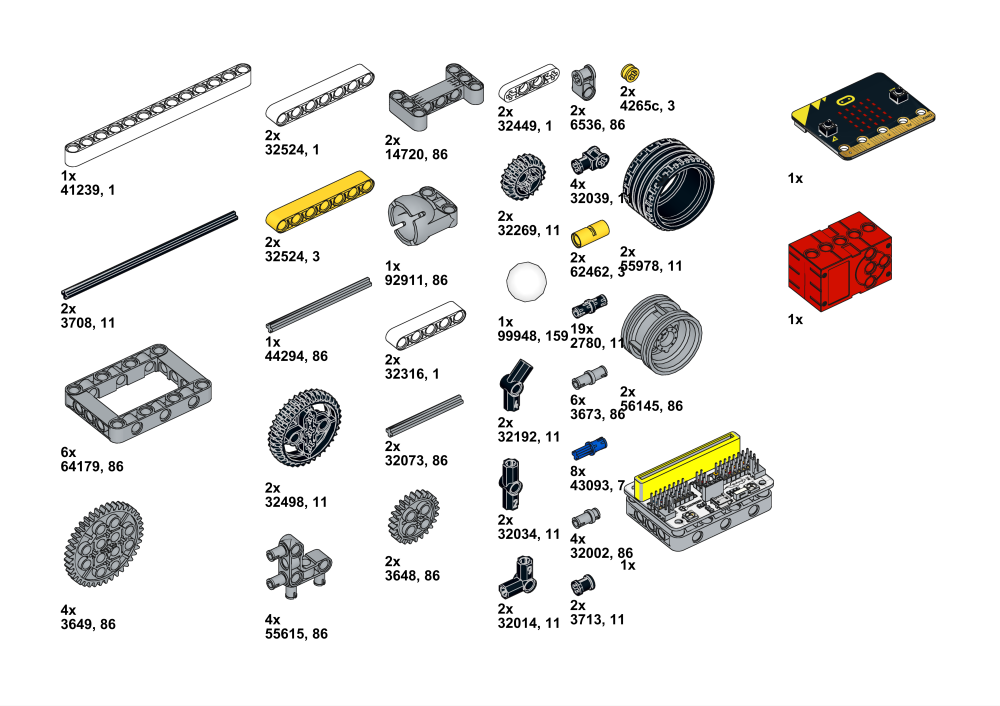 1x
41239, 1
2x
3708, 11
6x
64179, 86
4x
3649, 86
2x
32524, 1
2x
32524, 3
1x
44294, 86
2x
32498, 11
4x
55615, 86
2x
14720, 86
1x
92911, 86
2x
32316, 1
2x
32073, 86
2x
3648, 86
2x
32449, 1
2x
32269, 11
1x
99948, 159
2x
32192, 11
2x
32034, 11
2x
32014, 11
2x
6536, 86
4x
32039, 11
2x
62462, 3
19x
2780, 11
6x
3673, 86
8x
43093, 7
4x
32002, 86
2x
3713, 11
2x
4265c, 3
2x
55978, 11
2x
56145, 86
1x
1x
1x